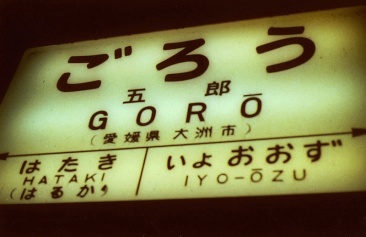 ごろう
五郎
GORŌ
(愛媛県 大洲市)
はたき
HATAKI
(はるか)
いよおおず
IYO-ŌZU